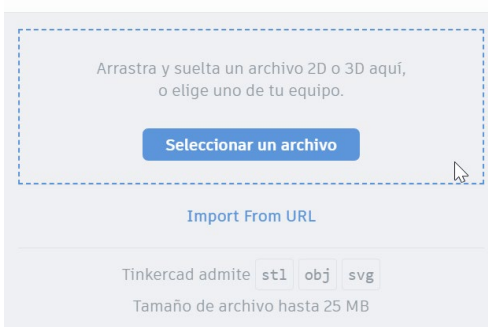 Arrastra y suelta un archivo 2D o 3D aquí,
o elige uno de tu equipo.
Seleccionar un archivo
Import From URL
Tinkercad admite stl obj svg
Tamaño de archivo hasta 25 MB